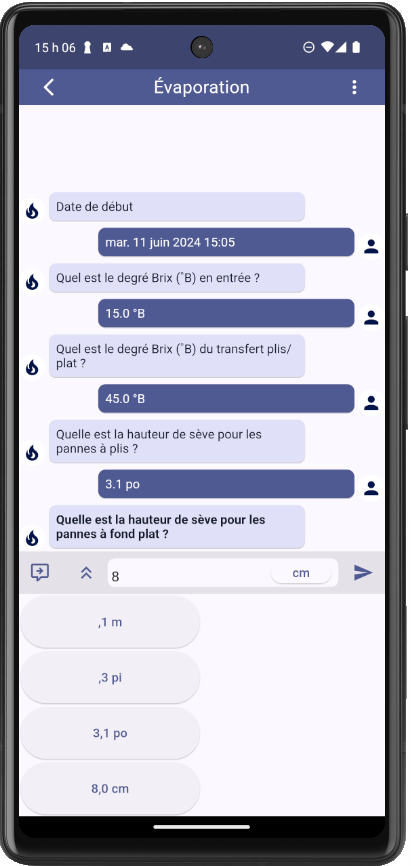 15 h 06
Évaporation
Date de début
mar. 11 juin 2024 15:05
Quel est le degré Brix (°B) en entrée ?
15.0 °B
Quel est le degré Brix (°B) du transfert plis/
plat ?
45.0 °B
Quelle est la hauteur de sève pour les
pannes à plis ?
3.1 po
Quelle est la hauteur de sève pour les
pannes à fond plat ?
8 cm
,1 m
,3 pi
3,1 po
8,0 cm